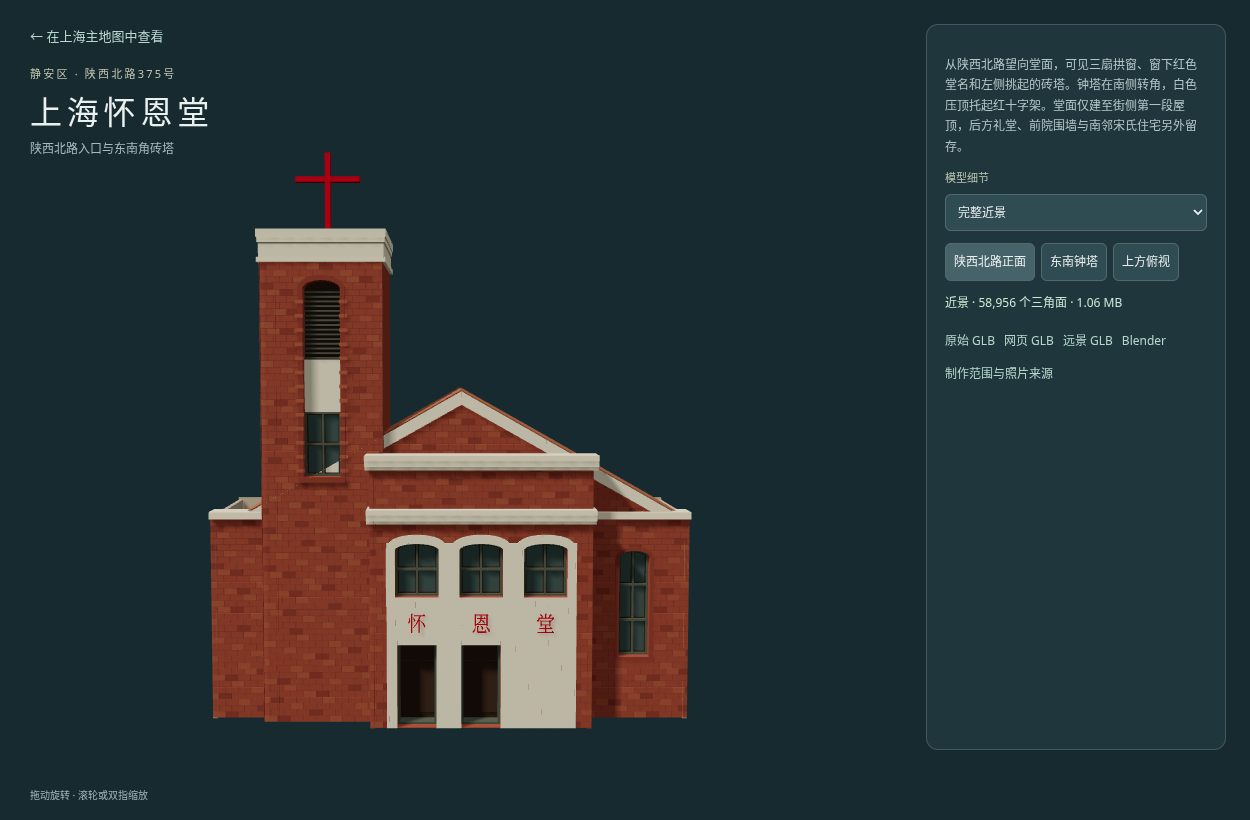 ← 在上海主地图中查看
静安区 · 陕西北路375号
上海怀恩堂
陕西北路入口与东南角砖塔
怀 恩 堂
拖动旋转 · 滚轮或双指缩放
从陕西北路望向堂面，可见三扇拱窗、窗下红色
堂名和左侧挑起的砖塔。钟塔在南侧转角，白色
压顶托起红十字架。堂面仅建至街侧第一段屋
顶，后方礼堂、前院围墙与南邻宋氏住宅另外留
存。
模型细节
完整近景
陕西北路正面 东南钟塔 上方俯视
近景 · 58,956 个三角面 · 1.06 MB
原始 GLB 网页 GLB 远景 GLB Blender
制作范围与照片来源